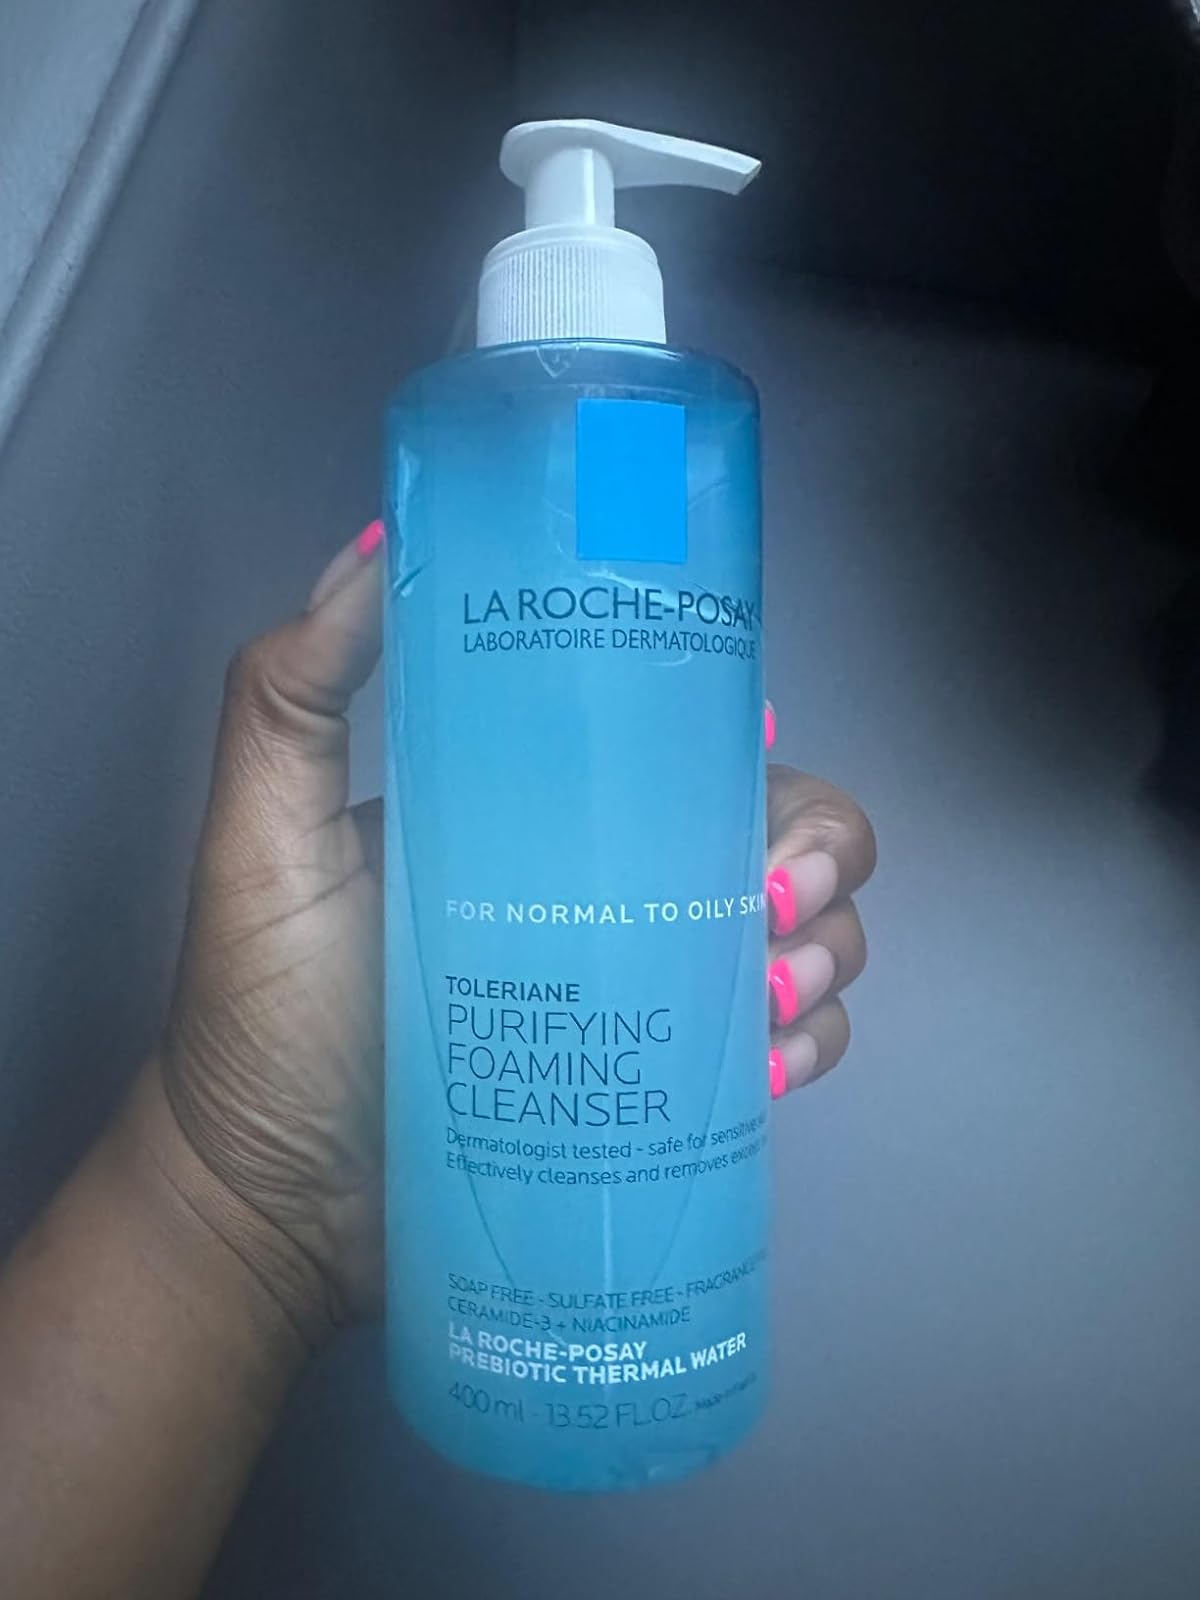 LA ROCHE-POSAY
LABORATOIRE DERMATOLOGIQUE
FOR NORMAL TO OILY SKIN
TOLERIANE
PURIFYING
FOAMING
CLEANSER
Dermatologist tested - safe for sensitive
Effectively cleanses and removes
SOAP FREE - SULFATE FREE - FRAGRANCE
CERAMIDE-3 + NIACINAMIDE
LA ROCHE-POSAY
PREBIOTIC THERMAL WATER
400 ml - 13.52 FL.OZ.